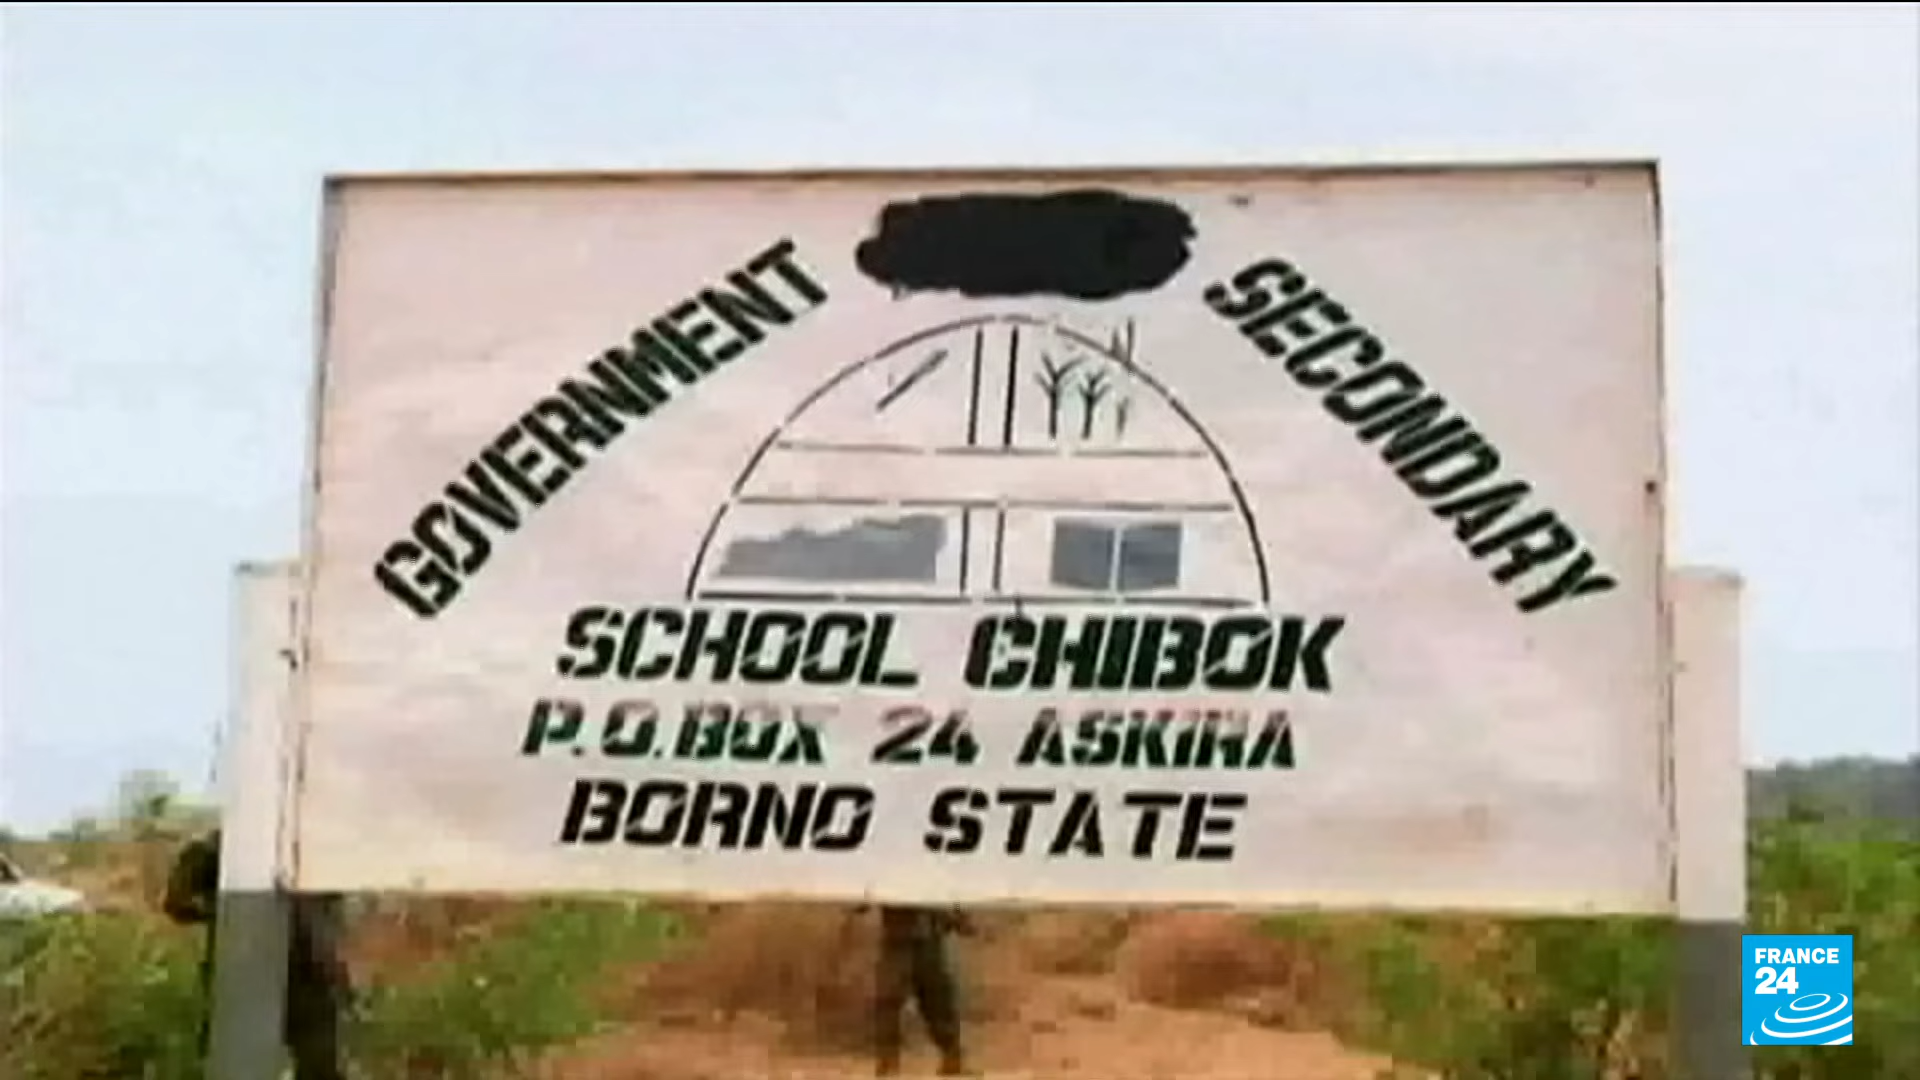 GOVERNMENT SECONDARY
SCHOOL CHIBOK
P.O.BOX 24 ASKIRA
BORNO STATE
FRANCE
24